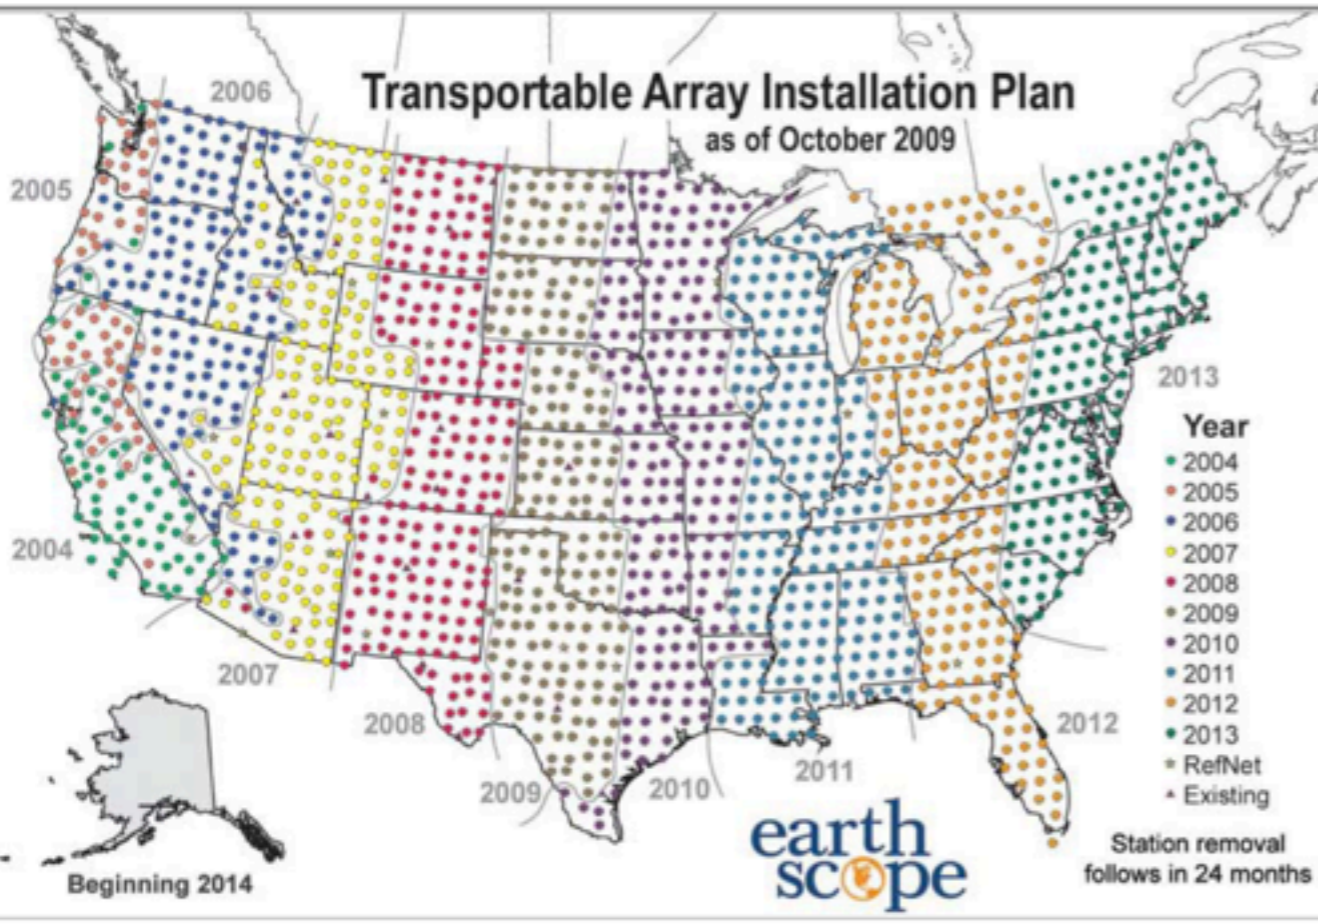 Transportable Array Installation Plan
as of October 2009
2006
2005
2004
2007
2008
2009
2010
2011
2012
2013
Year
2004
2005
2006
2007
2008
2009
2010
2011
2012
2013
RefNet
Existing
Station removal
follows in 24 months
earth
scope
Beginning 2014